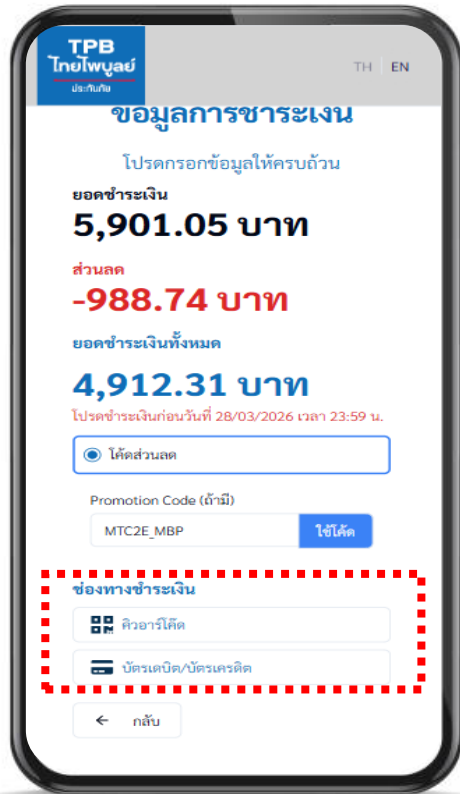 TPB
ไทยไพบูลย์
ประกันภัย
TH EN
ข้อมูลการชำระเงิน
โปรดกรอกข้อมูลให้ครบถ้วน
ยอดชำระเงิน
5,901.05 บาท
ส่วนลด
-988.74 บาท
ยอดชำระเงินทั้งหมด
4,912.31 บาท
โปรดชำระเงินก่อนวันที่ 28/03/2026 เวลา 23:59 น.
โค้ดส่วนลด
Promotion Code (ถ้ามี)
MTC2E_MBP ใช้โค้ด
ช่องทางชำระเงิน
คิวอาร์โค๊ด
บัตรเดบิต/บัตรเครดิต
← กลับ